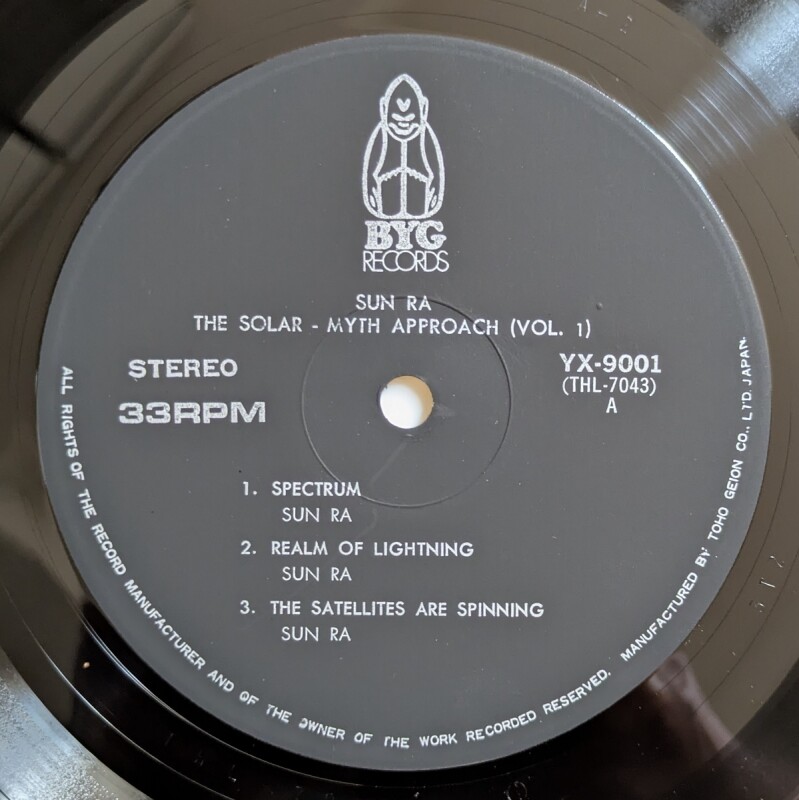 BYG
RECORDS
SUN RA
THE SOLAR - MYTH APPROACH (VOL. 1)
STEREO
33RPM
YX-9001
(THL-7043)
A
1. SPECTRUM
SUN RA
2. REALM OF LIGHTNING
SUN RA
3. THE SATELLITES ARE SPINNING
SUN RA
ALL RIGHTS OF THE RECORD MANUFACTURER AND OF THE OWNER OF THE WORK RECORDED RESERVED. MANUFACTURED BY TOHO GEION CO., LTD. JAPAN.